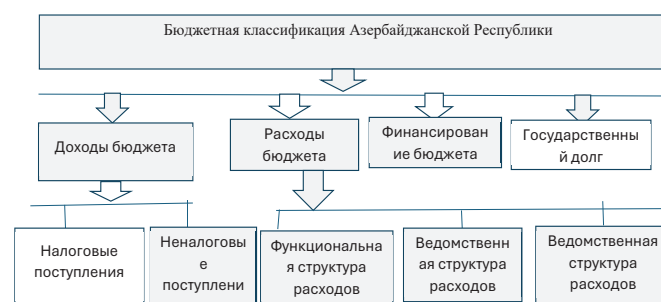 Бюджетная классификация Азербайджанской Республики
Доходы бюджета
Расходы
бюджета
Финансирован
ие бюджета
Государственны
й долг
Налоговые
поступления
Неналоговы
е
поступлени
Функциональна
я структура
расходов
Ведомственн
ая структура
расходов
Ведомственная
структура
расходов